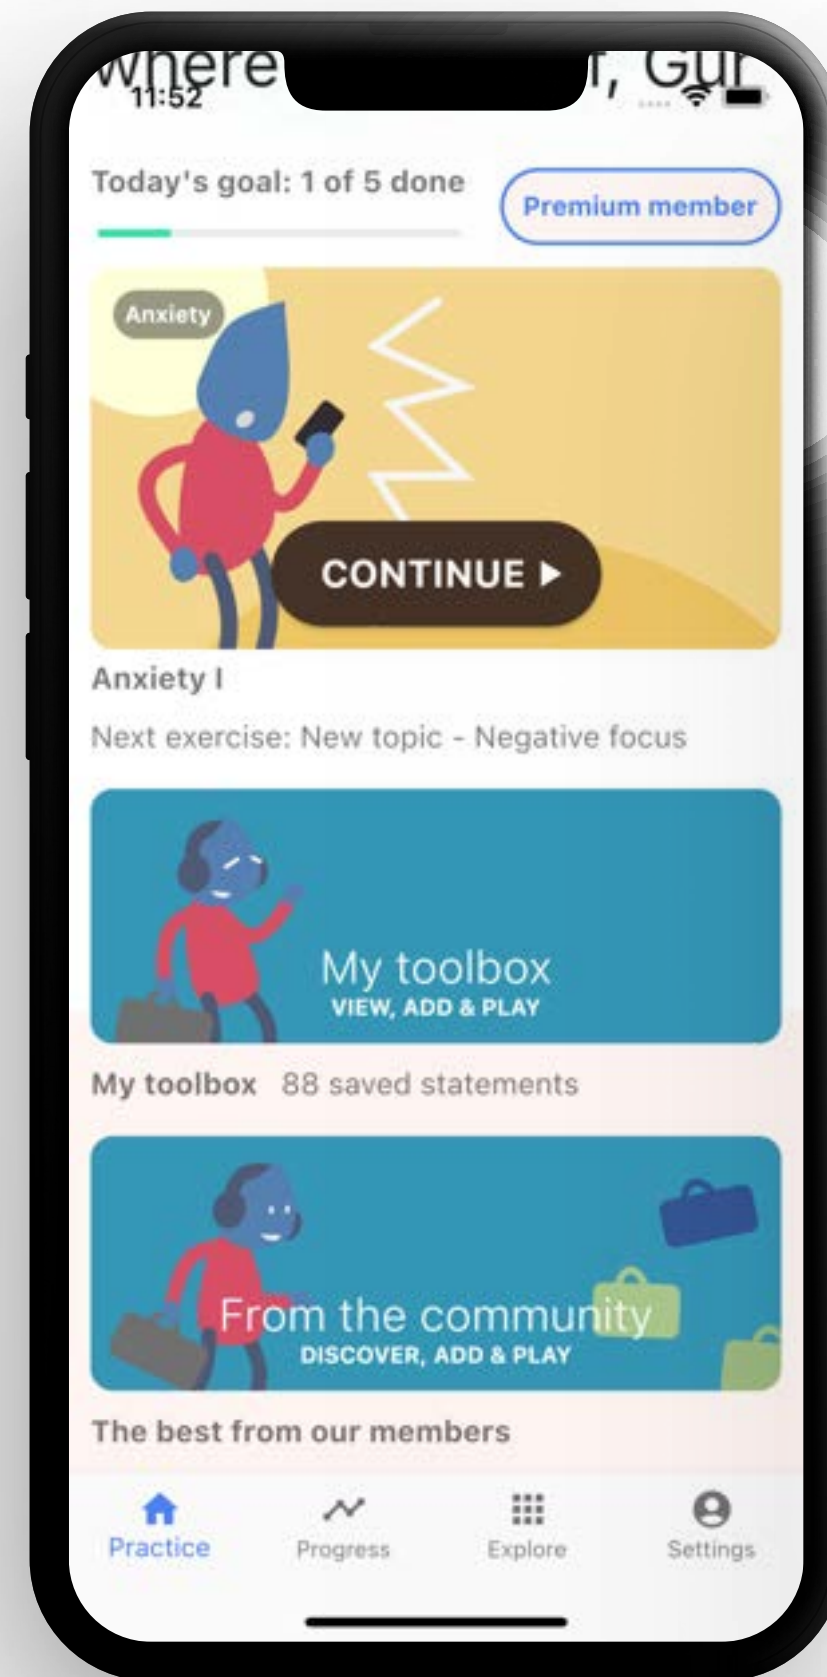 where
r, Gur
11:52
Today's goal: 1 of 5 done
Premium member
Anxiety
CONTINUE
Anxiety I
Next exercise: New topic - Negative focus
My toolbox
VIEW, ADD & PLAY
My toolbox 88 saved statements
From the community
DISCOVER, ADD & PLAY
The best from our members
Practice
Progress
Explore
Settings